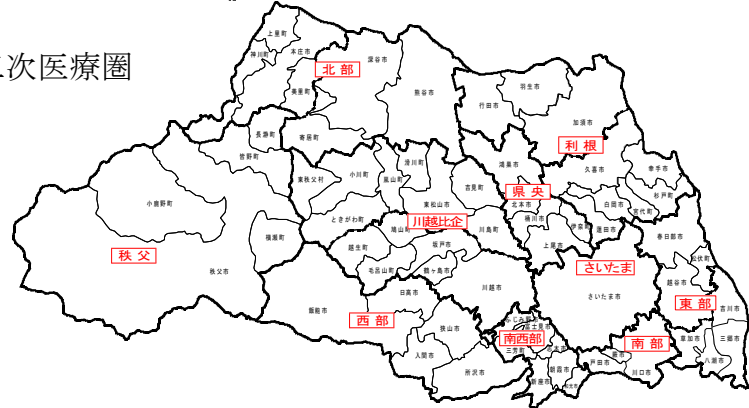 次医療圏
上里町
神川町
本庄市
美里町
深谷市
北部
熊谷市
羽生市
行田市
加須市
利根
長瀞町
寄居町
皆野町
小鹿野町
秩父
秩父市
横瀬町
東秩父村
小川町
嵐山町
滑川町
吉見町
東松山市
ときがわ町
鳩山町
川越比企
川島町
越生町
毛呂山町
坂戸市
鶴ヶ島市
川越市
鴻巣市
県央
北本市
桶川市
伊奈町
上尾市
久喜市
幸手市
杉戸町
白岡市
宮代町
蓮田市
春日部市
松伏町
さいたま
さいたま市
越谷市
東部
吉川市
草加市
三郷市
八潮市
日高市
飯能市
西部
狭山市
入間市
所沢市
ふじみ野市
富士見市
南西部
三芳町
朝霞市
新座市
南部
蕨市
戸田市
川口市